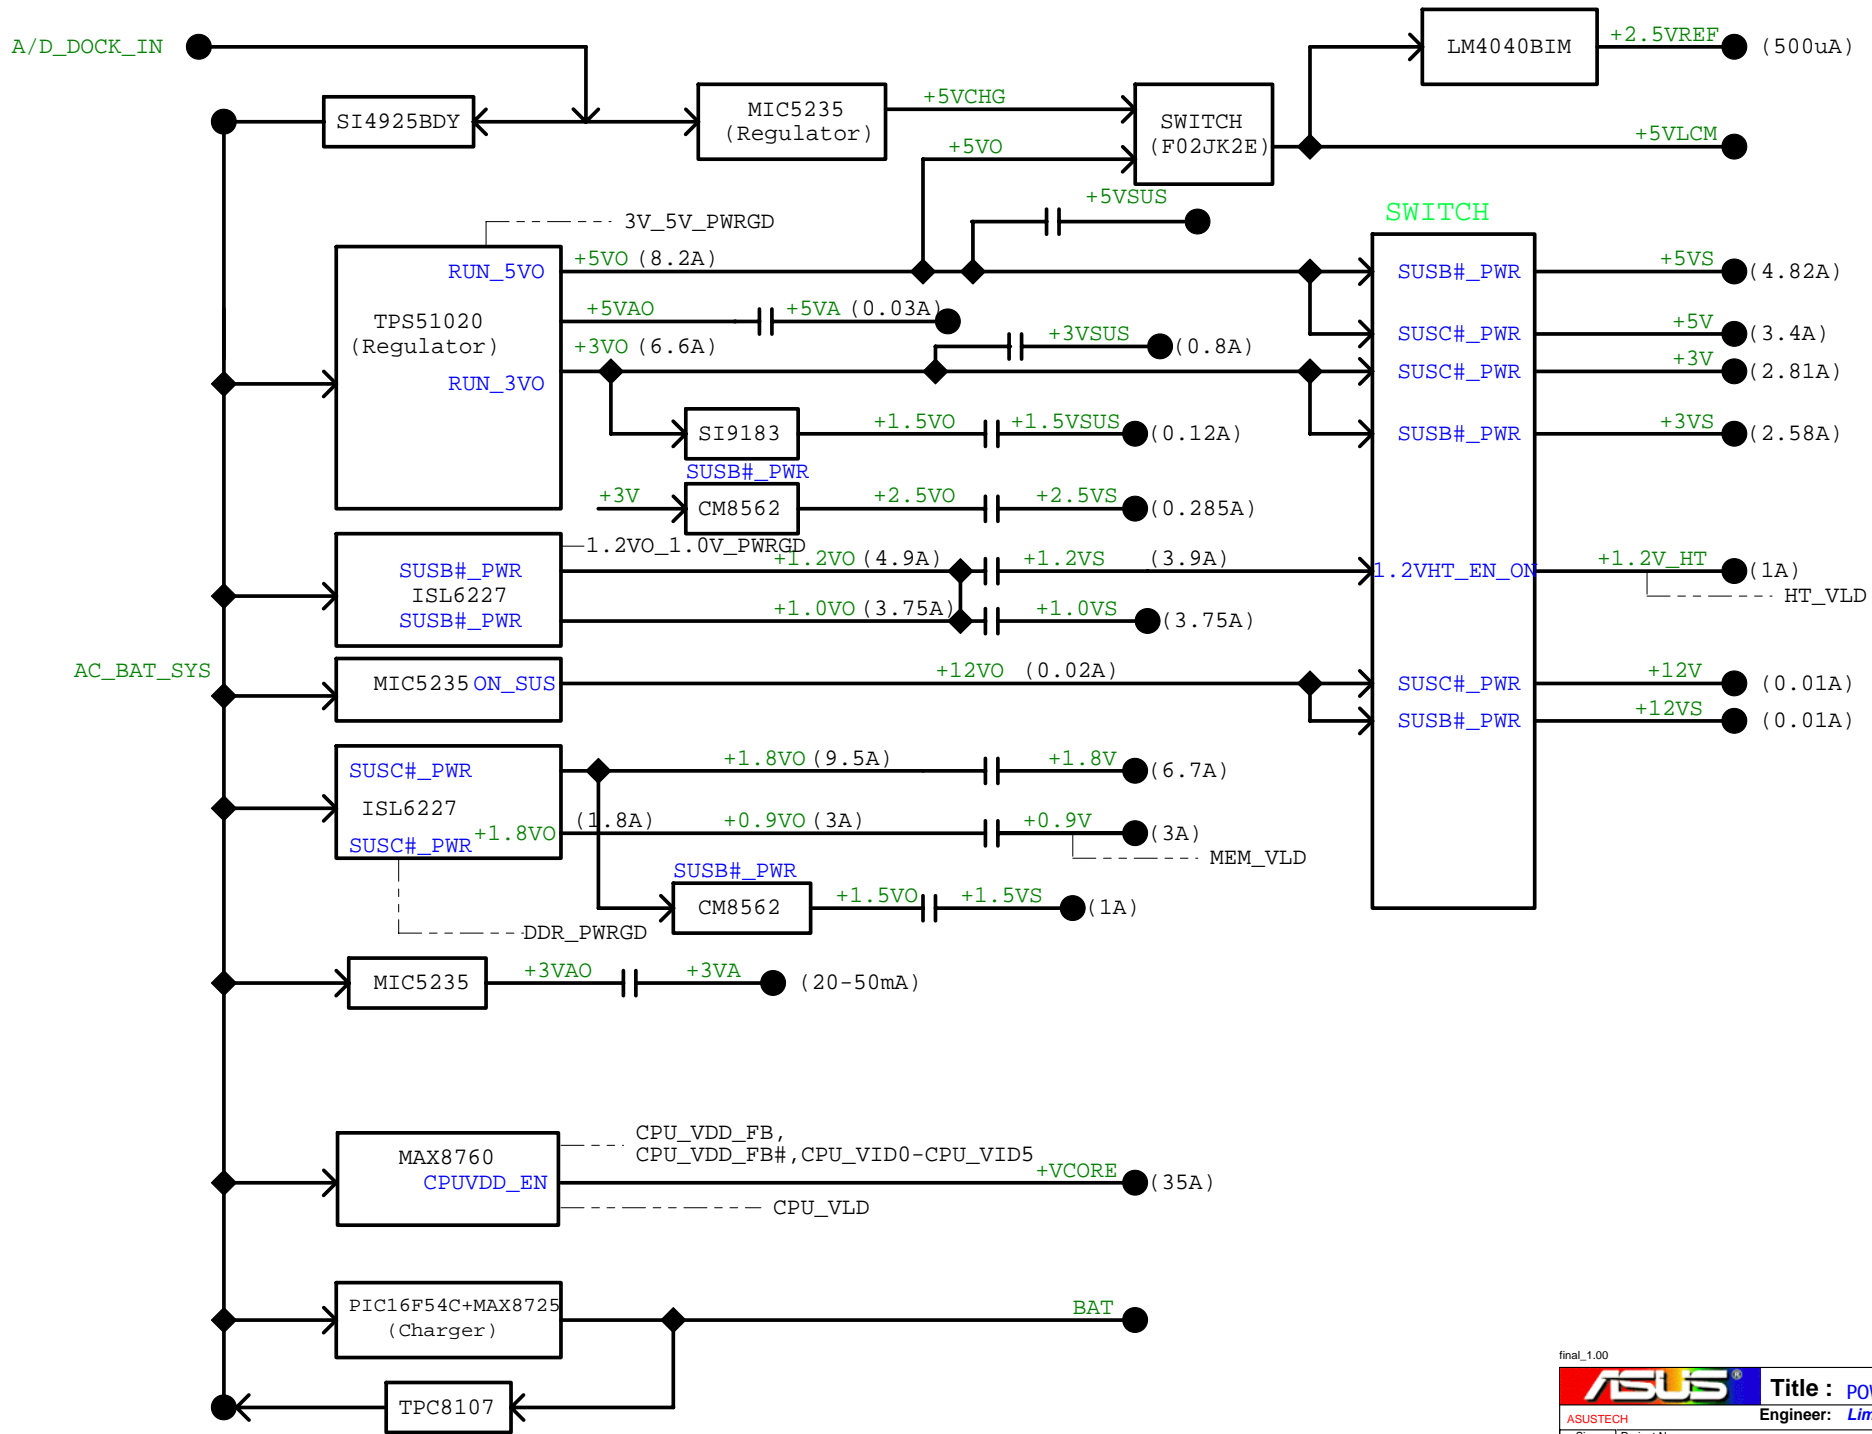 A/D_DOCK_IN
LM4040BIM
+2.5VREF
(500uA)
SI4925BDY
MIC5235
(Regulator)
+5VCHG
+5VO
SWITCH
(F02JK2E)
+5VLCM
+5VSUS
SWITCH
3V_5V_PWRGD
RUN_5VO
+5VO (8.2A)
SUSB#_PWR
+5VS
(4.82A)
TPS51020
(Regulator)
+5VAO
+5VA (0.03A)
SUSC#_PWR
+5V
(3.4A)
+3VO (6.6A)
+3VSUS
(0.8A)
RUN_3VO
SUSC#_PWR
+3V
(2.81A)
SI9183
+1.5VO
+1.5VSUS
(0.12A)
SUSB#_PWR
+3VS
(2.58A)
SUSB#_PWR
+3V
CM8562
+2.5VO
+2.5VS
(0.285A)
1.2VO_1.0V_PWRGD
SUSB#_PWR
ISL6227
SUSB#_PWR
+1.2VO (4.9A)
+1.2VS
(3.9A)
1.2VHT_EN_ON
+1.2V_HT
(1A)
HT_VLD
+1.0VO (3.75A)
+1.0VS
(3.75A)
AC_BAT_SYS
MIC5235 ON_SUS
+12VO (0.02A)
SUSC#_PWR
+12V
(0.01A)
SUSB#_PWR
+12VS
(0.01A)
SUSC#_PWR
ISL6227
SUSC#_PWR
+1.8VO
(1.8A)
+1.8VO (9.5A)
+1.8V
(6.7A)
+0.9VO (3A)
+0.9V
(3A)
MEM_VLD
SUSB#_PWR
CM8562
+1.5VO
+1.5VS
(1A)
DDR_PWRGD
MIC5235
+3VAO
+3VA
(20-50mA)
MAX8760
CPUVDD_EN
CPU_VDD_FB,
CPU_VDD_FB#,CPU_VID0-CPU_VID5
+VCORE
(35A)
CPU_VLD
PIC16F54C+MAX8725
(Charger)
BAT
TPC8107
final_1.00
ASUS®
Title :
ASUSTECH
Engineer: